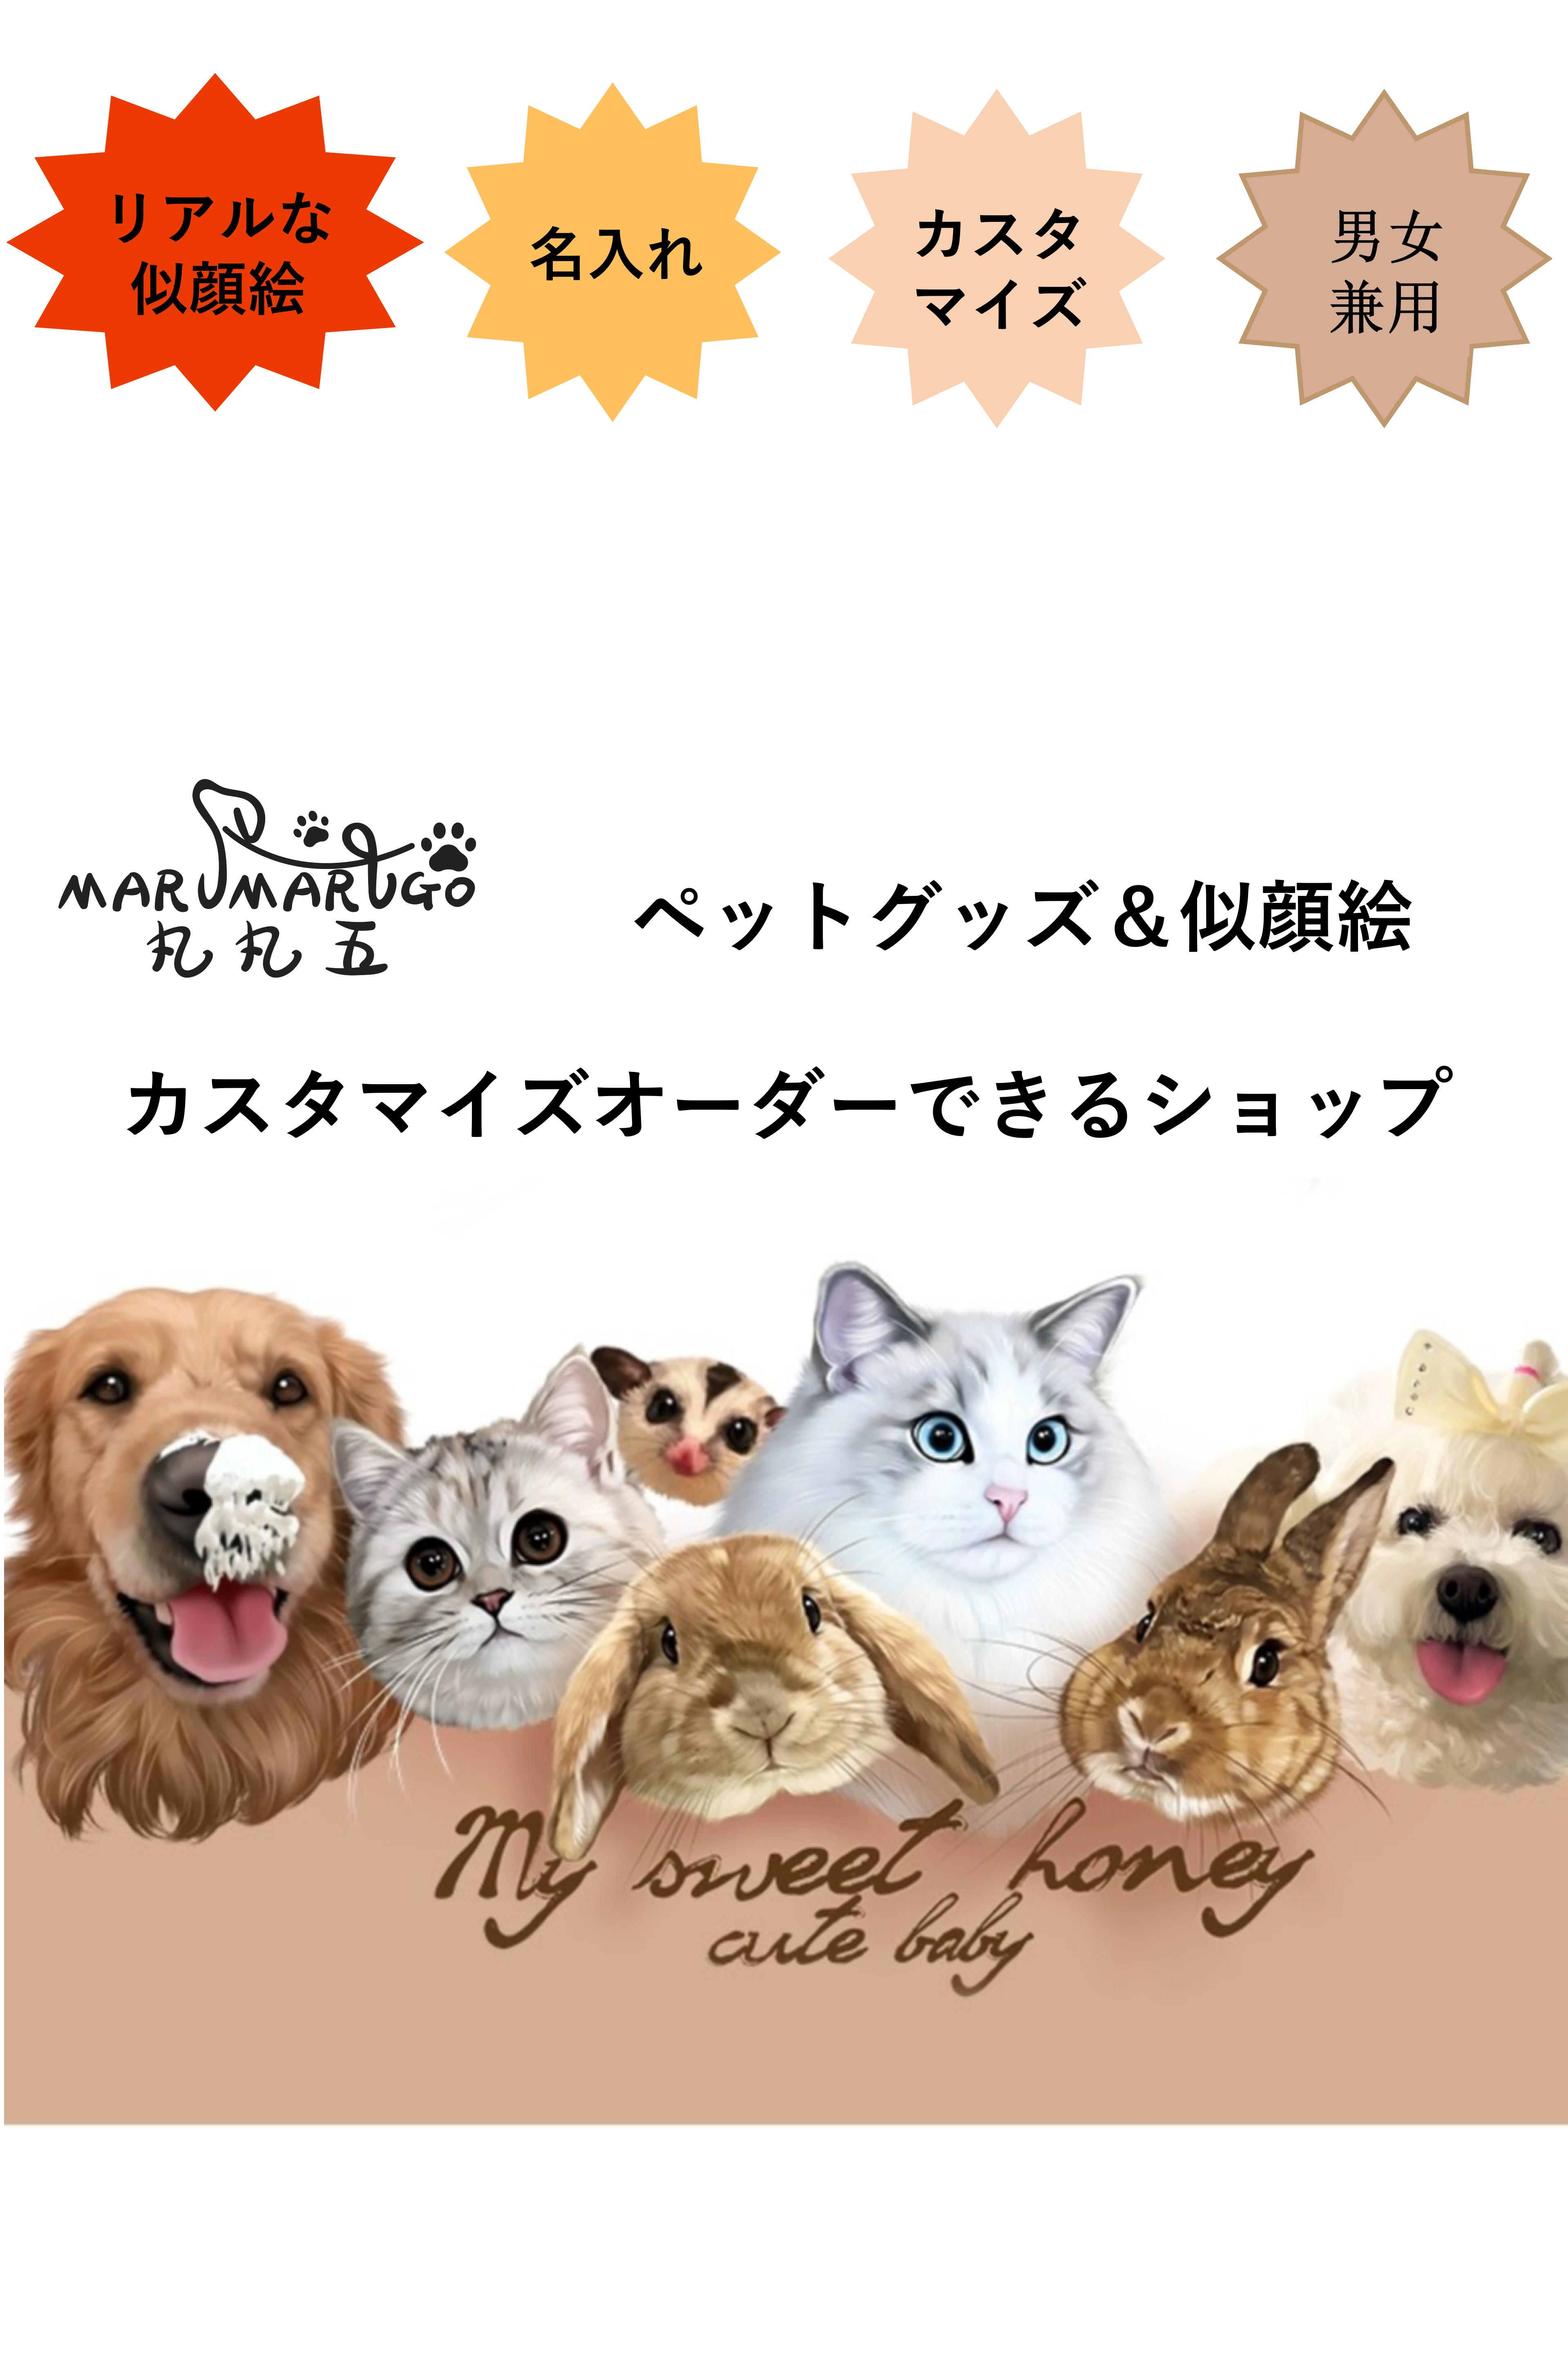 リアルな
似顔絵
名入れ
カスタ
マイズ
男女
兼用
MARUMARUGO
丸丸五
ペットグッズ&似顔絵
カスタマイズオーダーできるショップ
My sweet honey
cute baby